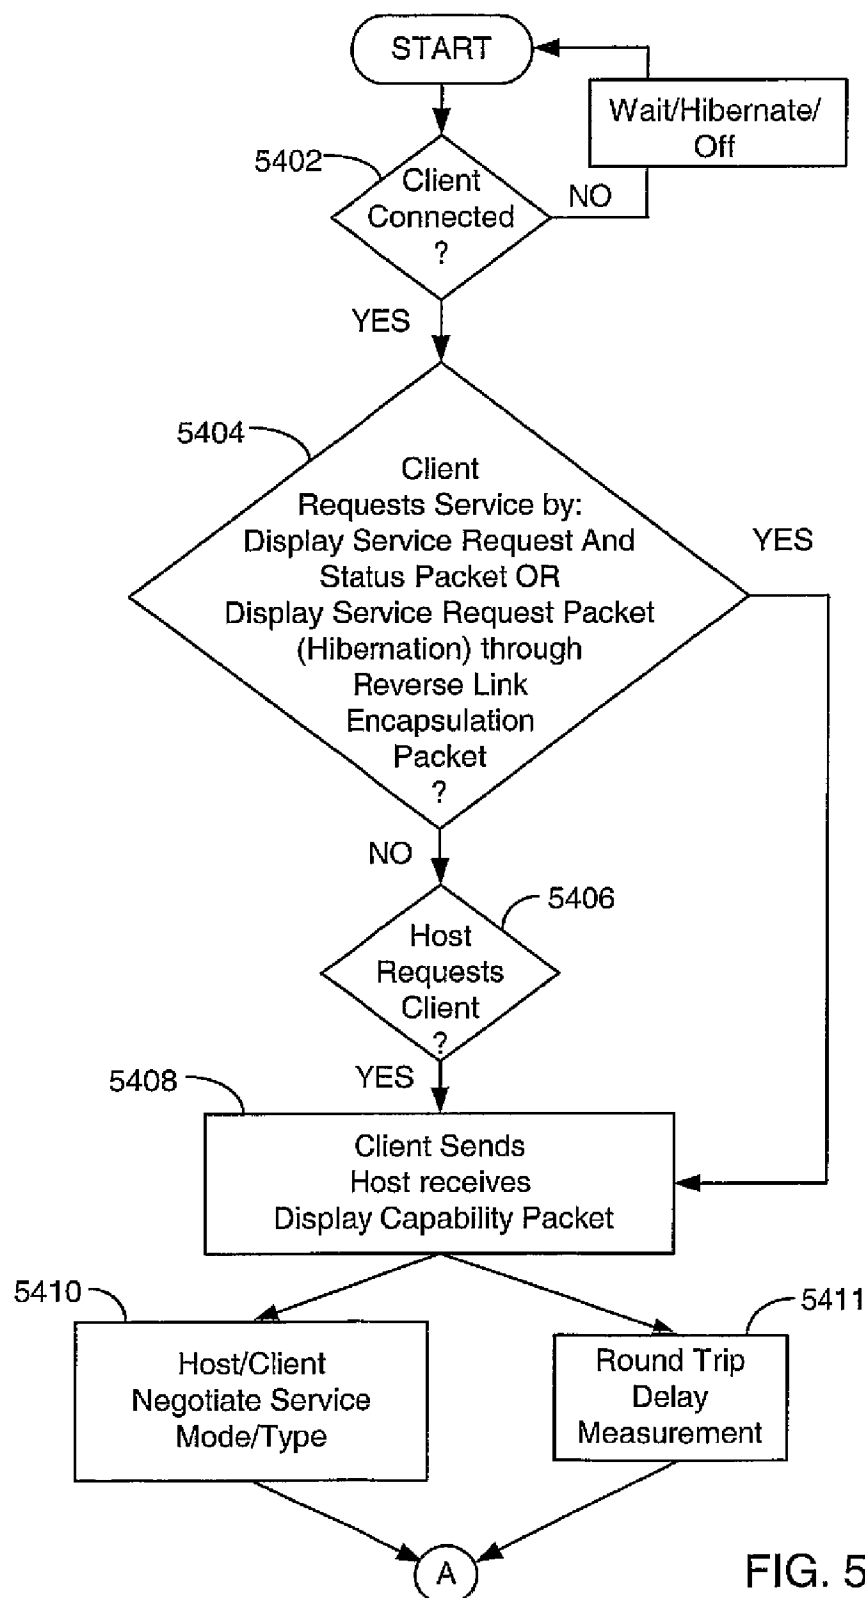 START
Wait/Hibernate/
Off
5402
Client
Connected
?
NO
YES
5404
Client
Requests Service by:
Display Service Request And
Status Packet OR
Display Service Request Packet
(Hibernation) through
Reverse Link
Encapsulation
Packet
?
YES
NO
5406
Host
Requests
Client
?
YES
5408
Client Sends
Host receives
Display Capability Packet
5410
Host/Client
Negotiate Service
Mode/Type
5411
Round Trip
Delay
Measurement
A
FIG. 5